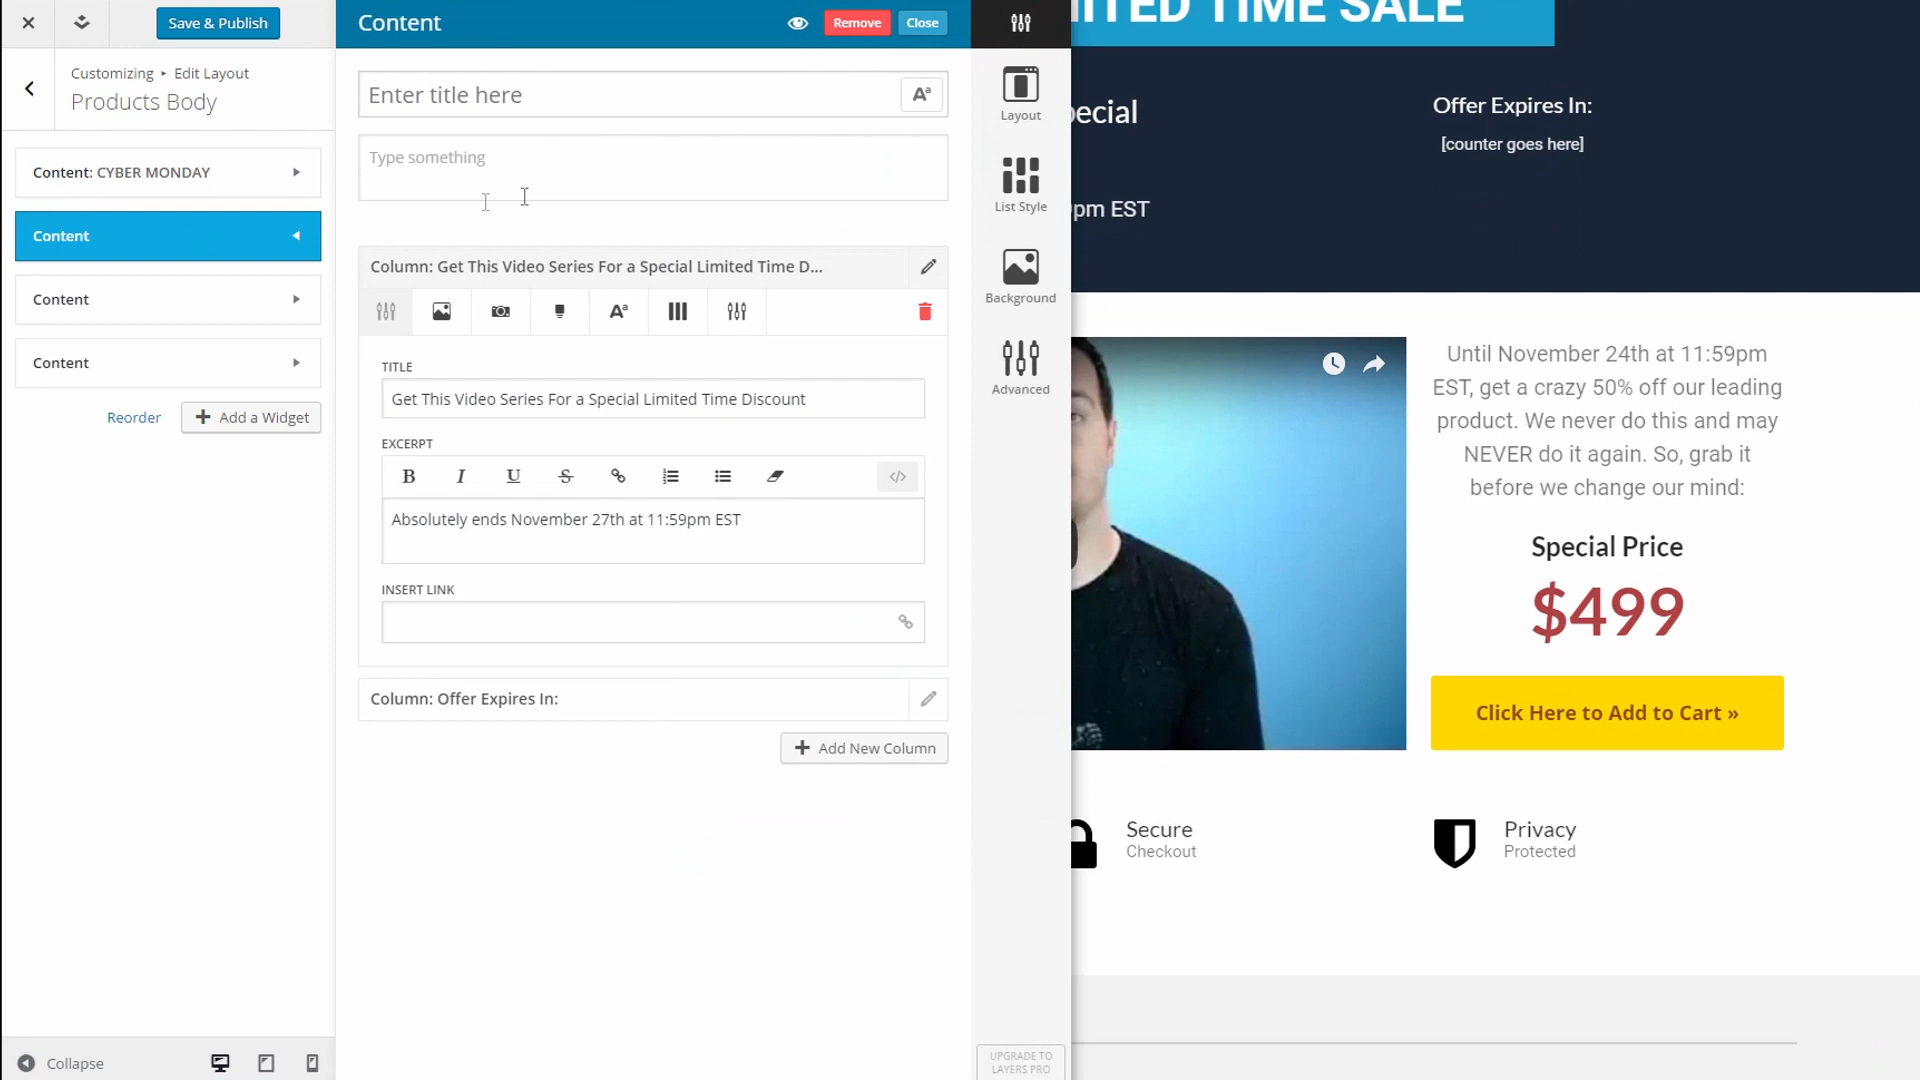 Save & Publish
Customizing ▸ Edit Layout
Products Body
Content: CYBER MONDAY
Content
Content
Content
Reorder
+ Add a Widget
Collapse
Content
Remove
Close
Enter title here
Aª
Type something
Column: Get This Video Series For a Special Limited Time D...
Aª
TITLE
Get This Video Series For a Special Limited Time Discount
EXCERPT
B I U S
</>
Absolutely ends November 27th at 11:59pm EST
INSERT LINK
Column: Offer Expires In:
+ Add New Column
Layout
List Style
Background
Advanced
UPGRADE TO
LAYERS PRO
ITED TIME SALE
pecial
Offer Expires In:
[counter goes here]
pm EST
Until November 24th at 11:59pm
EST, get a crazy 50% off our leading
product. We never do this and may
NEVER do it again. So, grab it
before we change our mind:
Special Price
$499
Click Here to Add to Cart »
Secure
Checkout
Privacy
Protected